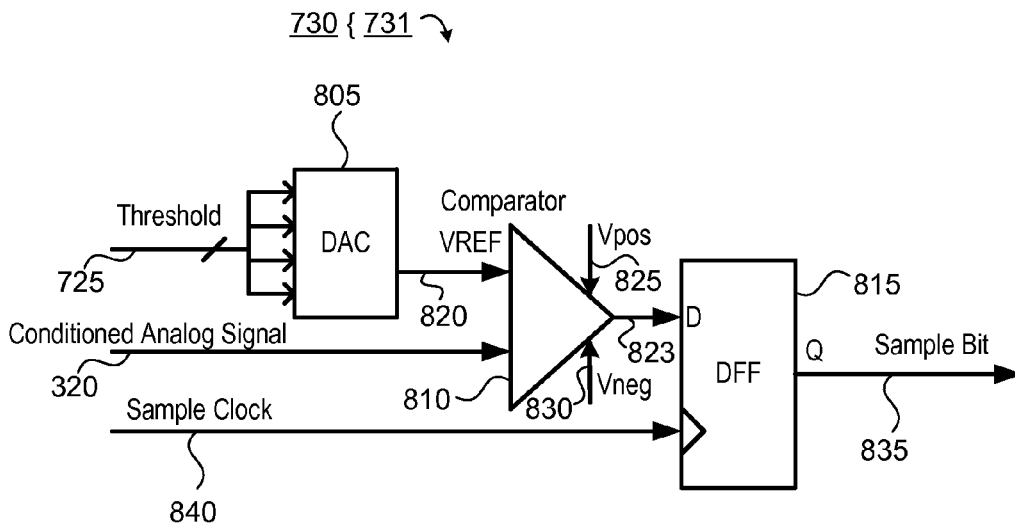 730 { 731
805
Threshold
725
DAC
Comparator
VREF
820
Vpos
825
815
Conditioned Analog Signal
320
810
830
Vneg
823
D
DFF
Q
Sample Bit
835
Sample Clock
840